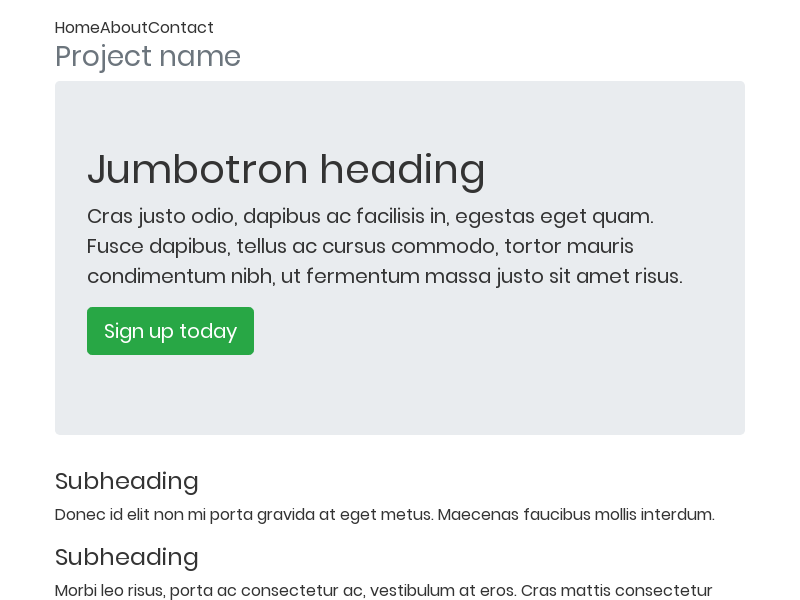 HomeAboutContact
Project name
Jumbotron heading
Cras justo odio, dapibus ac facilisis in, egestas eget quam.
Fusce dapibus, tellus ac cursus commodo, tortor mauris
condimentum nibh, ut fermentum massa justo sit amet risus.
Sign up today
Subheading
Donec id elit non mi porta gravida at eget metus. Maecenas faucibus mollis interdum.
Subheading
Morbi leo risus, porta ac consectetur ac, vestibulum at eros. Cras mattis consectetur